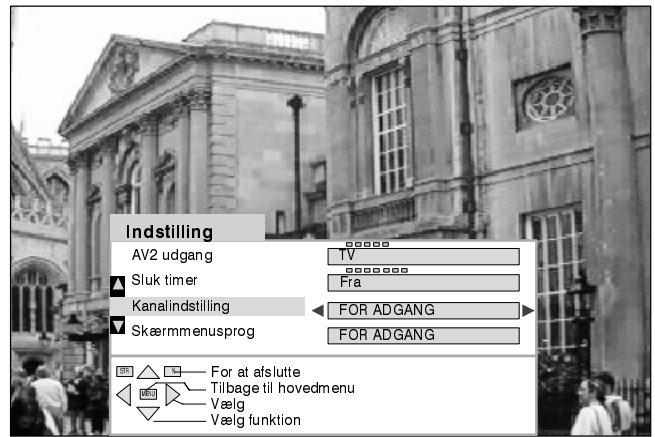 Indstilling
AV2 udgang TV
Sluk timer Fra
Kanalindstilling FOR ADGANG
Skærmmenusprog FOR ADGANG
STR N For at afslutte
MENU Tilbage til hovedmenu
Vælg
Vælg funktion